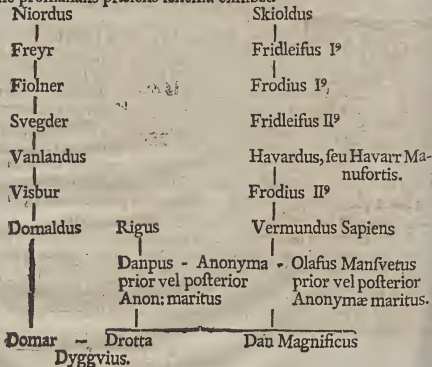 Niordus Skioldus
Freyr Fridleifus I⁹
Fiolner Frodius I⁹
Svegder Fridleifus II⁹
Vanlandus Havardus, ſeu Havarr Ma-
nufortis.
Visbur Frodius II⁹
Domaldus Rigus Vermundus Sapiens
Danpus - Anonyma - Olafus Manſvetus
prior vel poſterior prior vel poſterior
Anon: maritus Anonymæ maritus.
Domar — Drotta Dan Magnificus
Dyggvius.